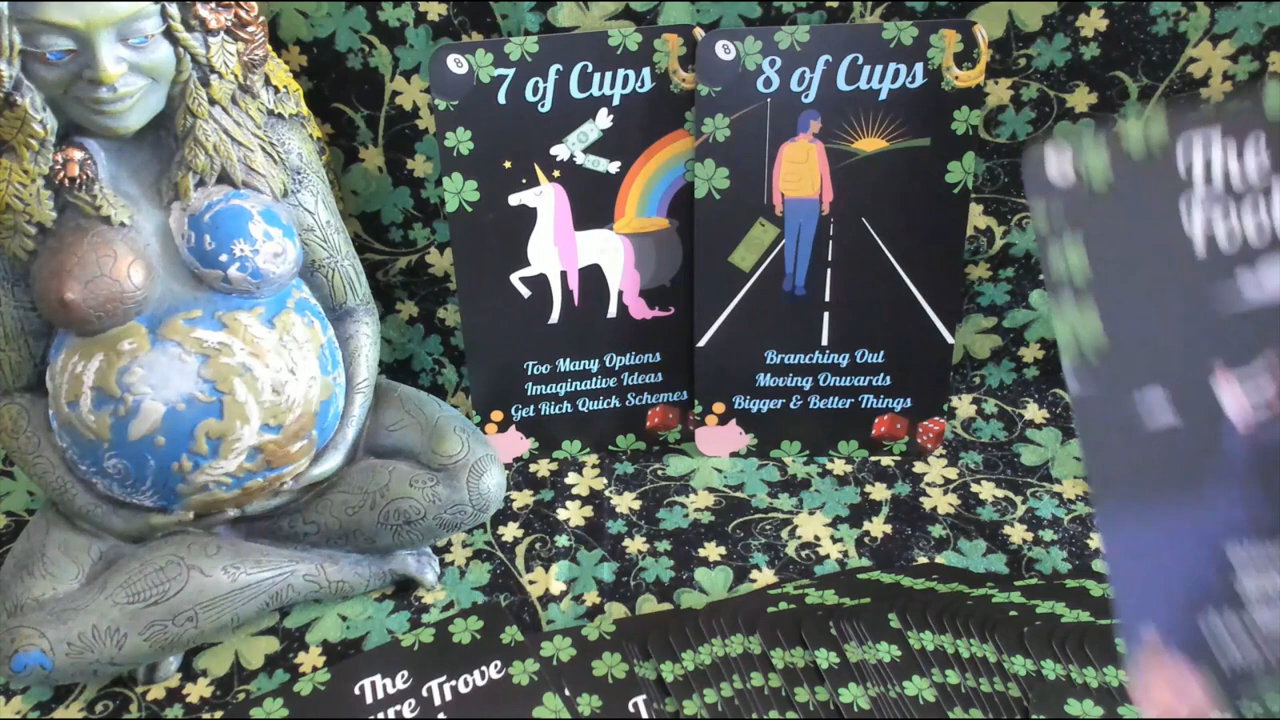 8
7 of Cups
Too Many Options
Imaginative Ideas
Get Rich Quick Schemes
8
8 of Cups
Branching Out
Moving Onwards
Bigger & Better Things
The
Fool
The
Trove